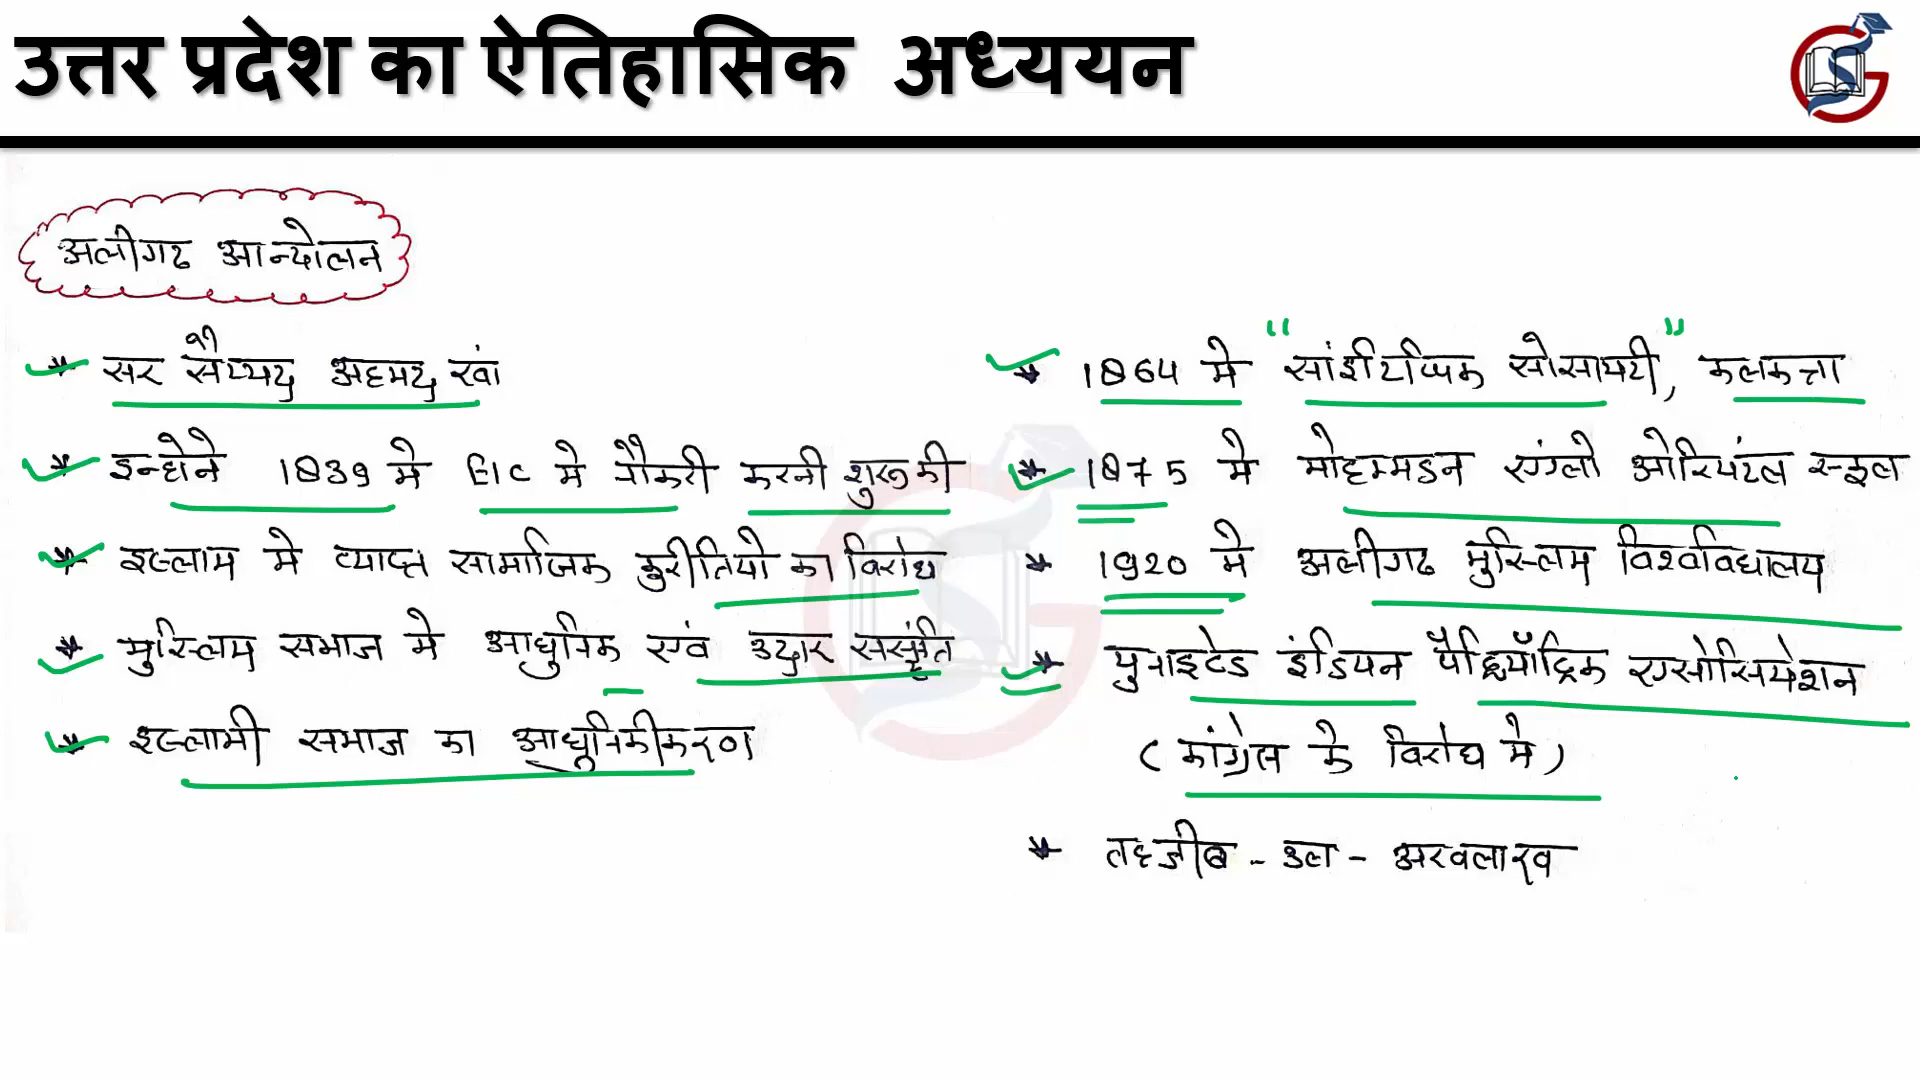 उत्तर प्रदेश का ऐतिहासिक अध्ययन
अलीगढ आन्दोलन
* सर सैय्यद अहमद खां
* इन्होने 1839 मे EIC मे नौकरी करनी शुरू की
* इस्लाम मे व्याप्त सामाजिक कुरीतियो का विरोध
* मुस्लिम समाज मे आधुनिक एवं उदार संस्कृति
* इस्लामी समाज का आधुनिकीकरण
* 1864 मे "सांइटीफिक सोसायटी", कलकत्ता
* 1875 मे मोहम्मडन एंग्लो ओरियंटल स्कूल
* 1920 मे अलीगढ मुस्लिम विश्वविद्यालय
* युनाइटेड इंडियन पैट्रियॉट्रिक एसोसियेशन
(कांग्रेस के विरोध मे)
* तहजीब - उल - अखलाख